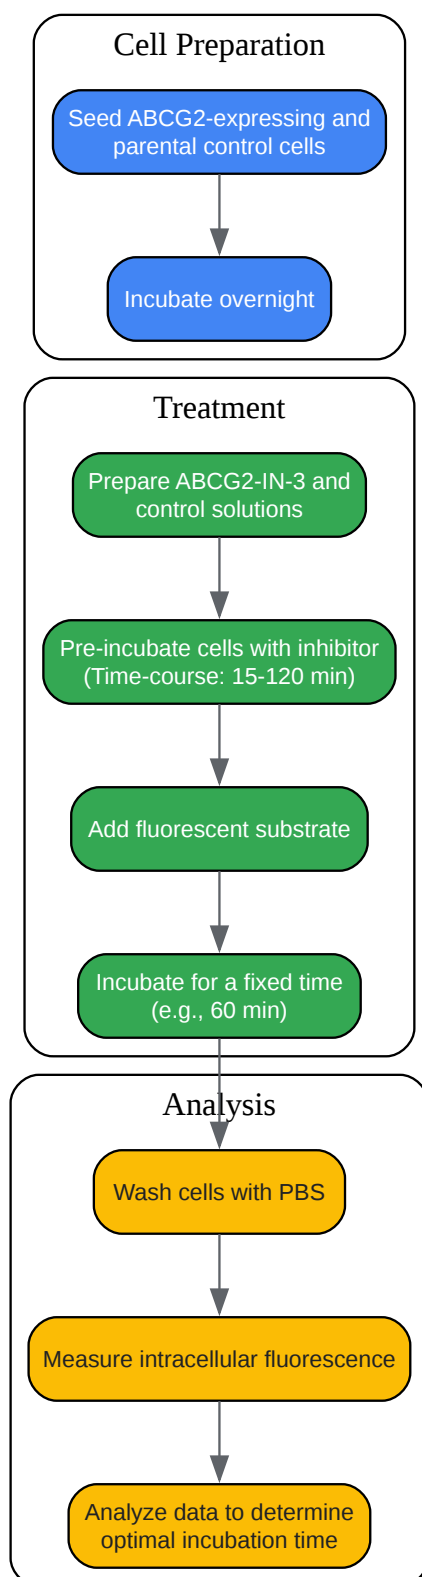 Cell Preparation
Seed ABCG2-expressing and
parental control cells
Incubate overnight
Treatment
Prepare ABCG2-IN-3 and
control solutions
Pre-incubate cells with inhibitor
(Time-course: 15-120 min)
Add fluorescent substrate
Incubate for a fixed time
(e.g., 60 min)
Analysis
Wash cells with PBS
Measure intracellular fluorescence
Analyze data to determine
optimal incubation time